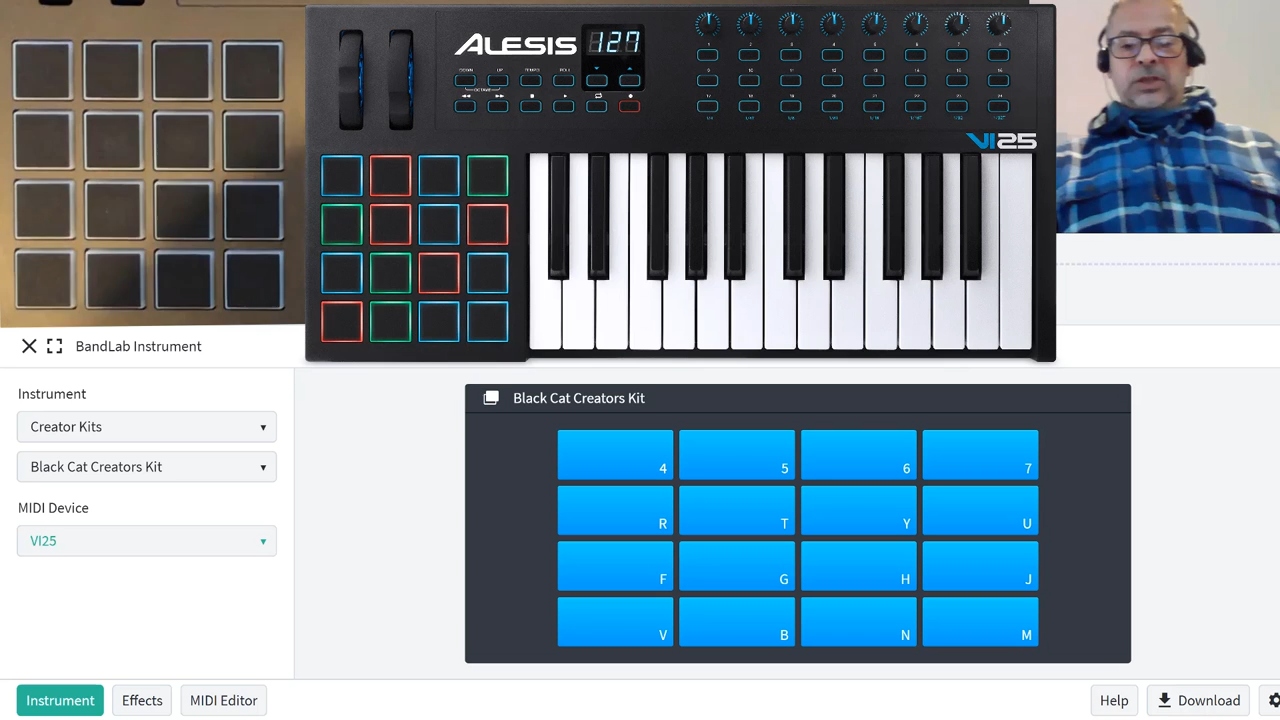 ALESIS
127
VI25
BandLab Instrument
Instrument
Creator Kits
Black Cat Creators Kit
MIDI Device
VI25
Black Cat Creators Kit
4 5 6 7
R T Y U
F G H J
V B N M
Instrument Effects MIDI Editor
Help Download